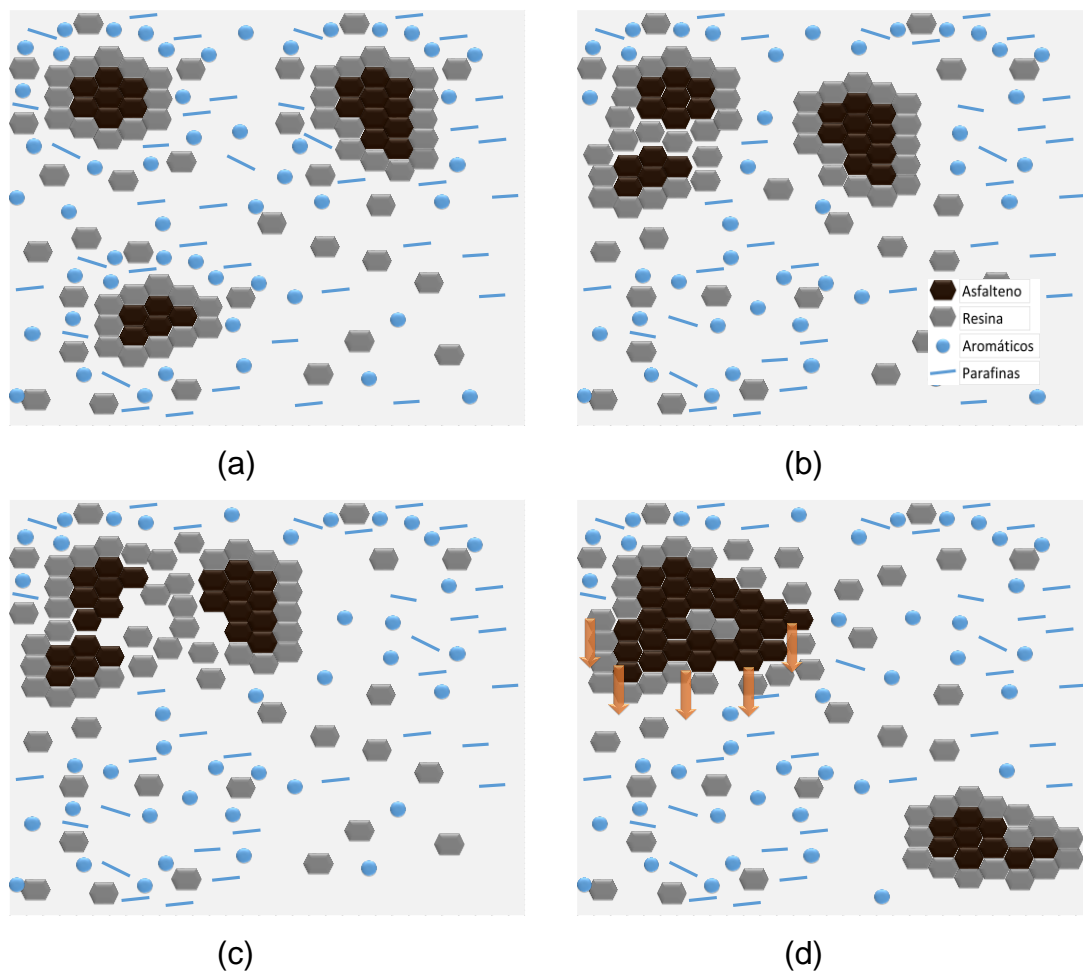 Asfalteno
Resina
Aromáticos
Parafinas
(a)
(b)
(c)
(d)